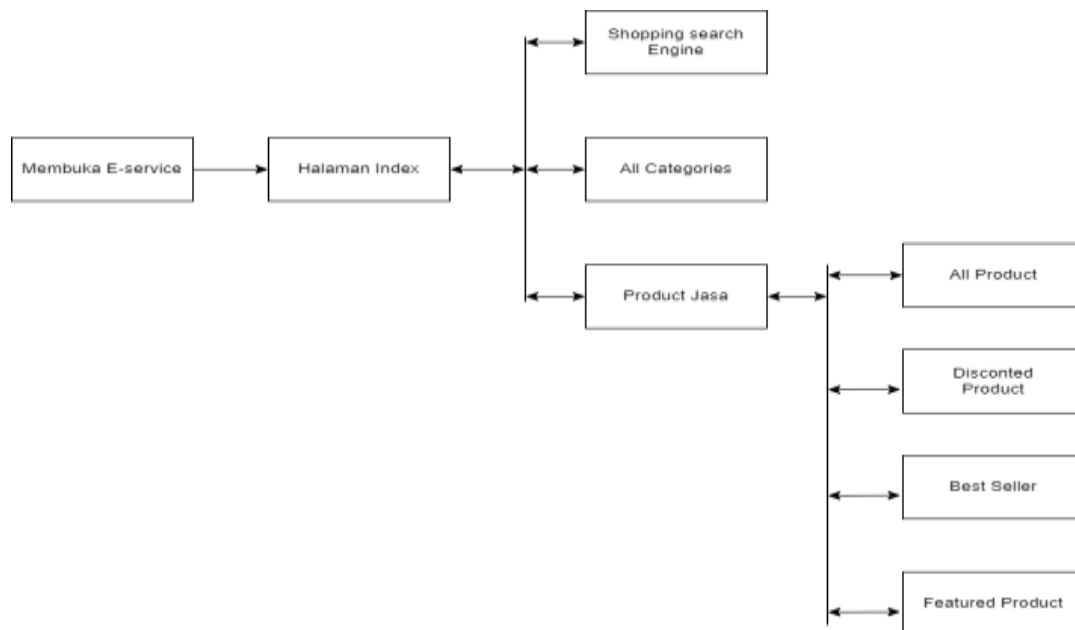 Shopping search
Engine
Membuka E-service
Halaman Index
All Categories
Product Jasa
All Product
Disconted
Product
Best Seller
Featured Product